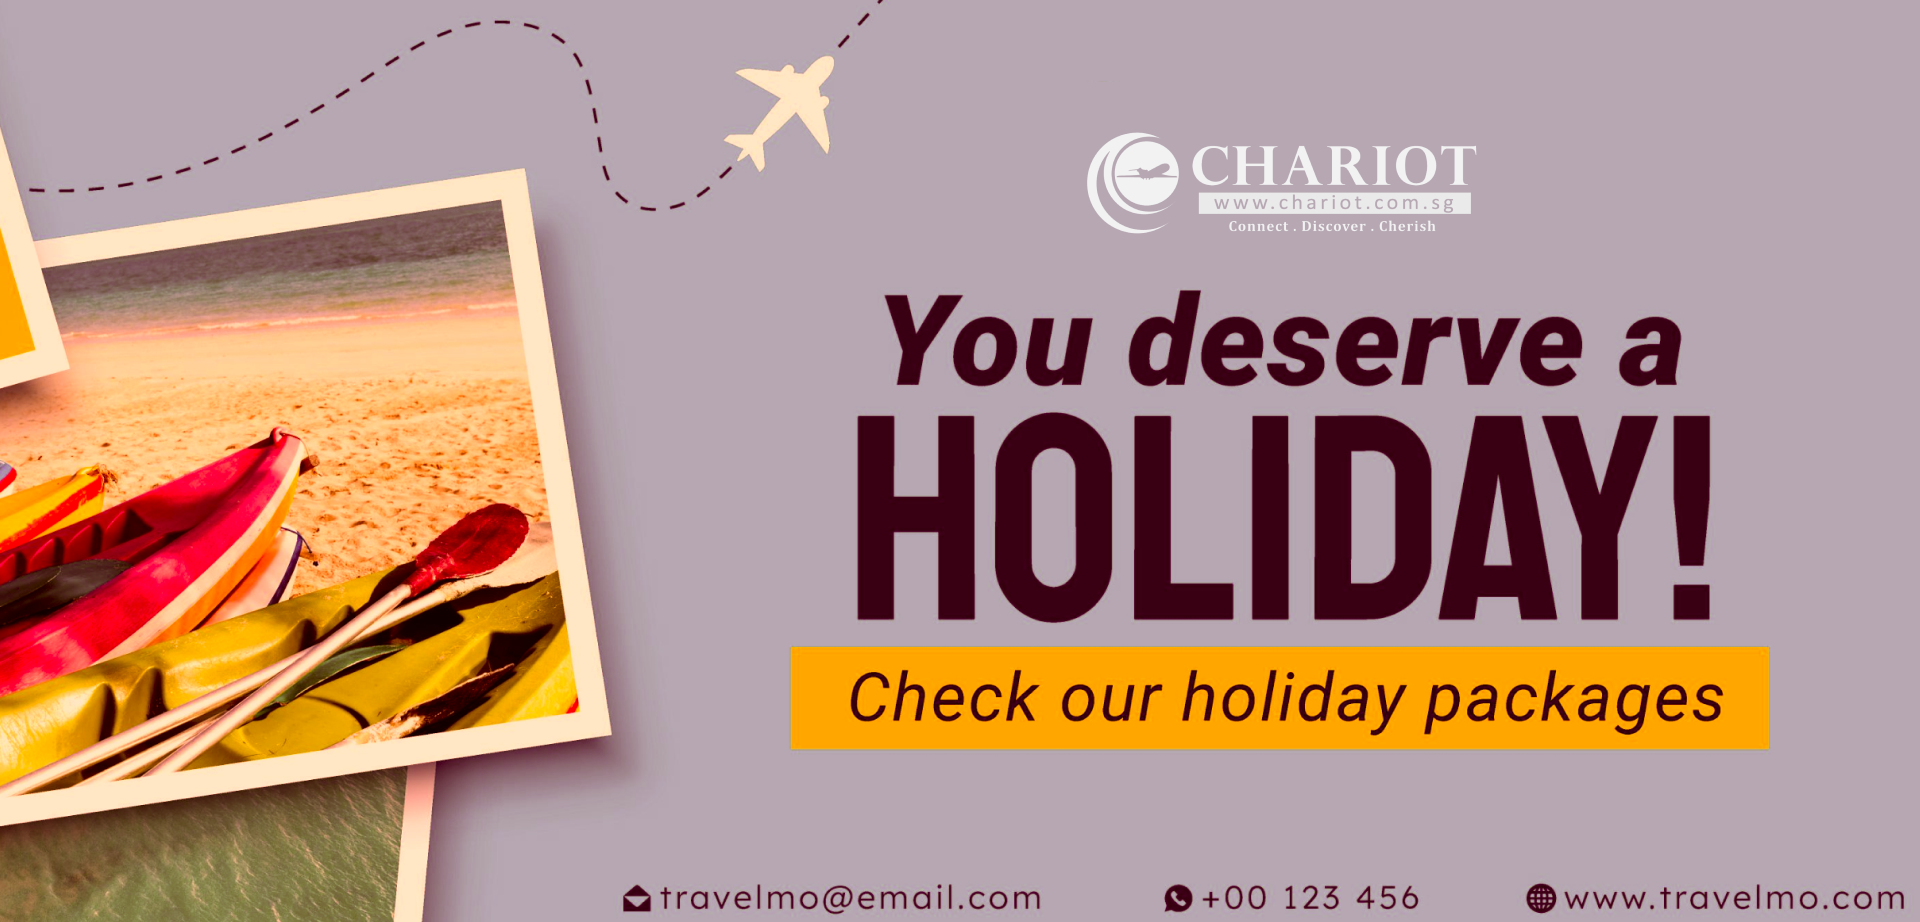 CHARIOT
www.chariot.com.sg
Connect . Discover . Cherish
You deserve a
HOLIDAY!
Check our holiday packages
travelmo@email.com
+00 123 456
www.travelmo.com